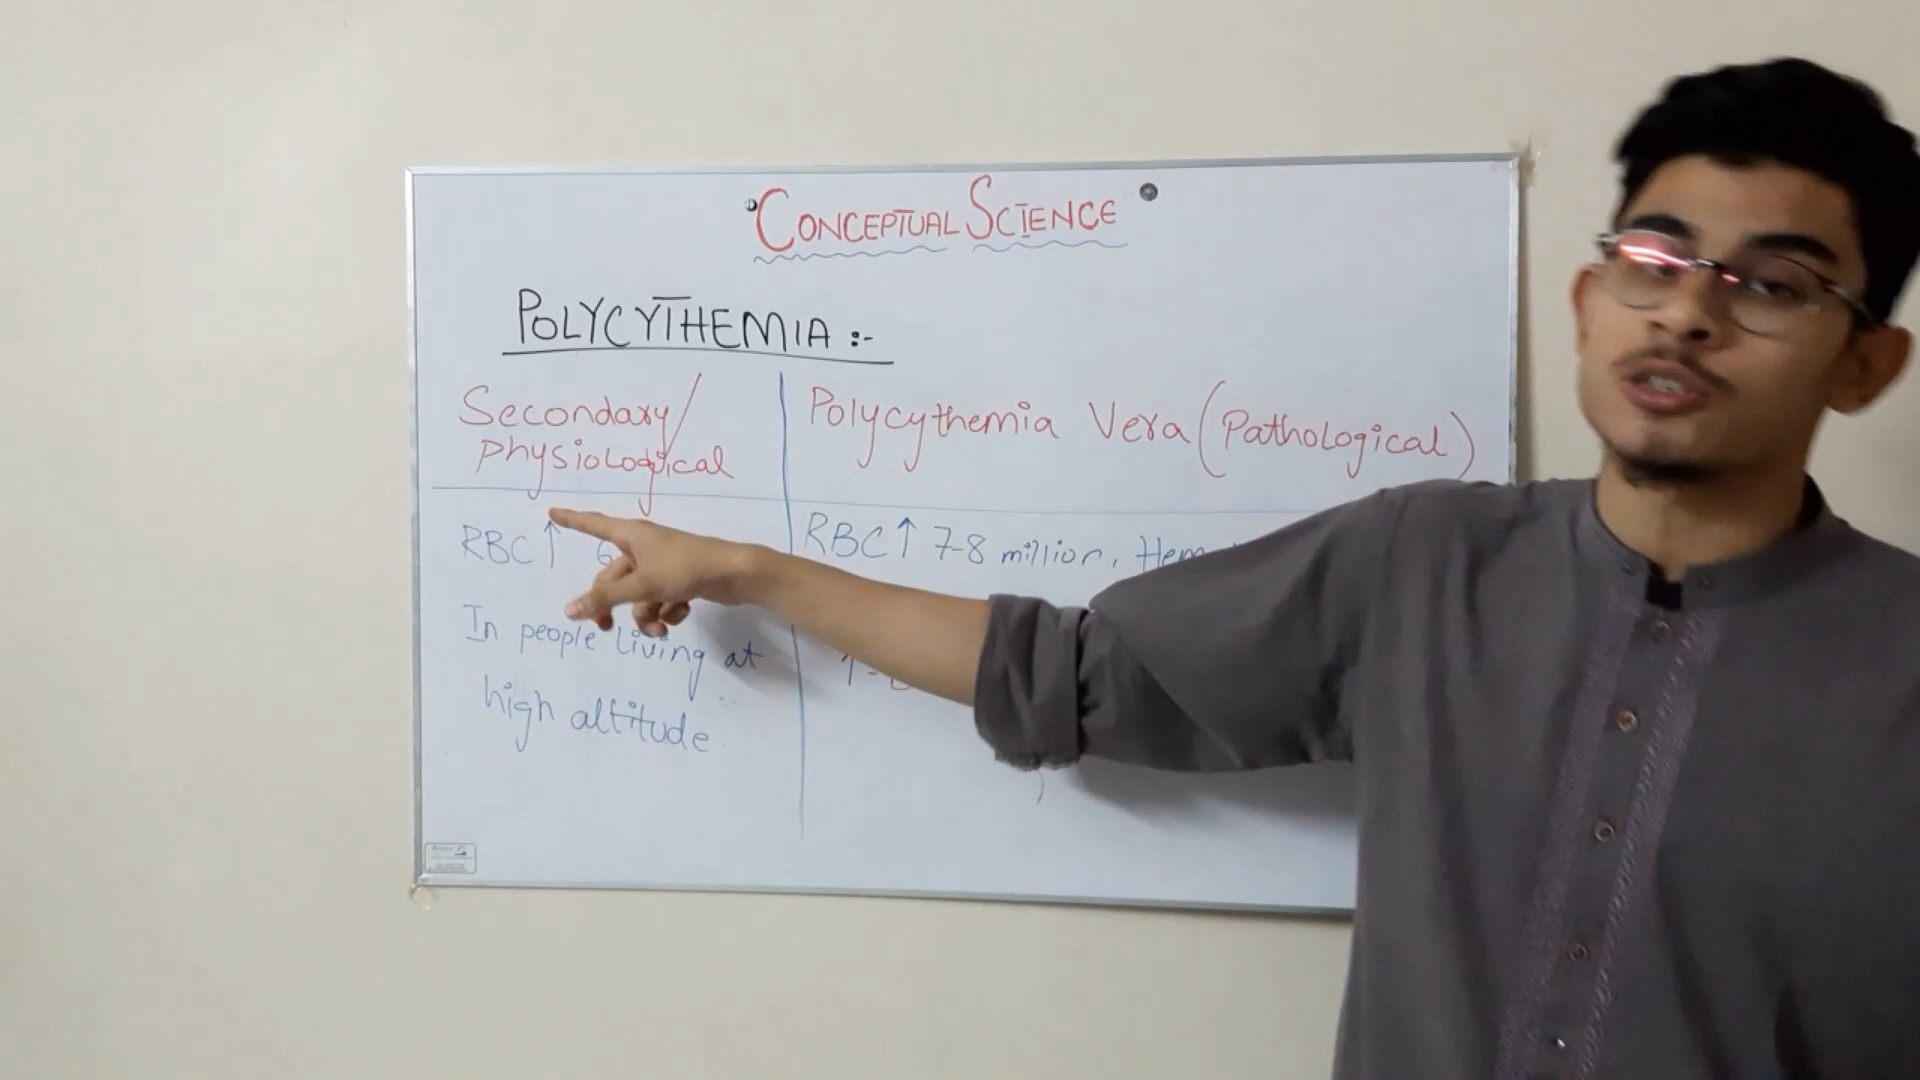 CONCEPTUAL SCIENCE
POLYCYTHEMIA :-
Secondary/
Physiological
Polycythemia Vera (Pathological)
RBC ↑ 6
In people living at
high altitude
RBC ↑ 7-8 million, Hem